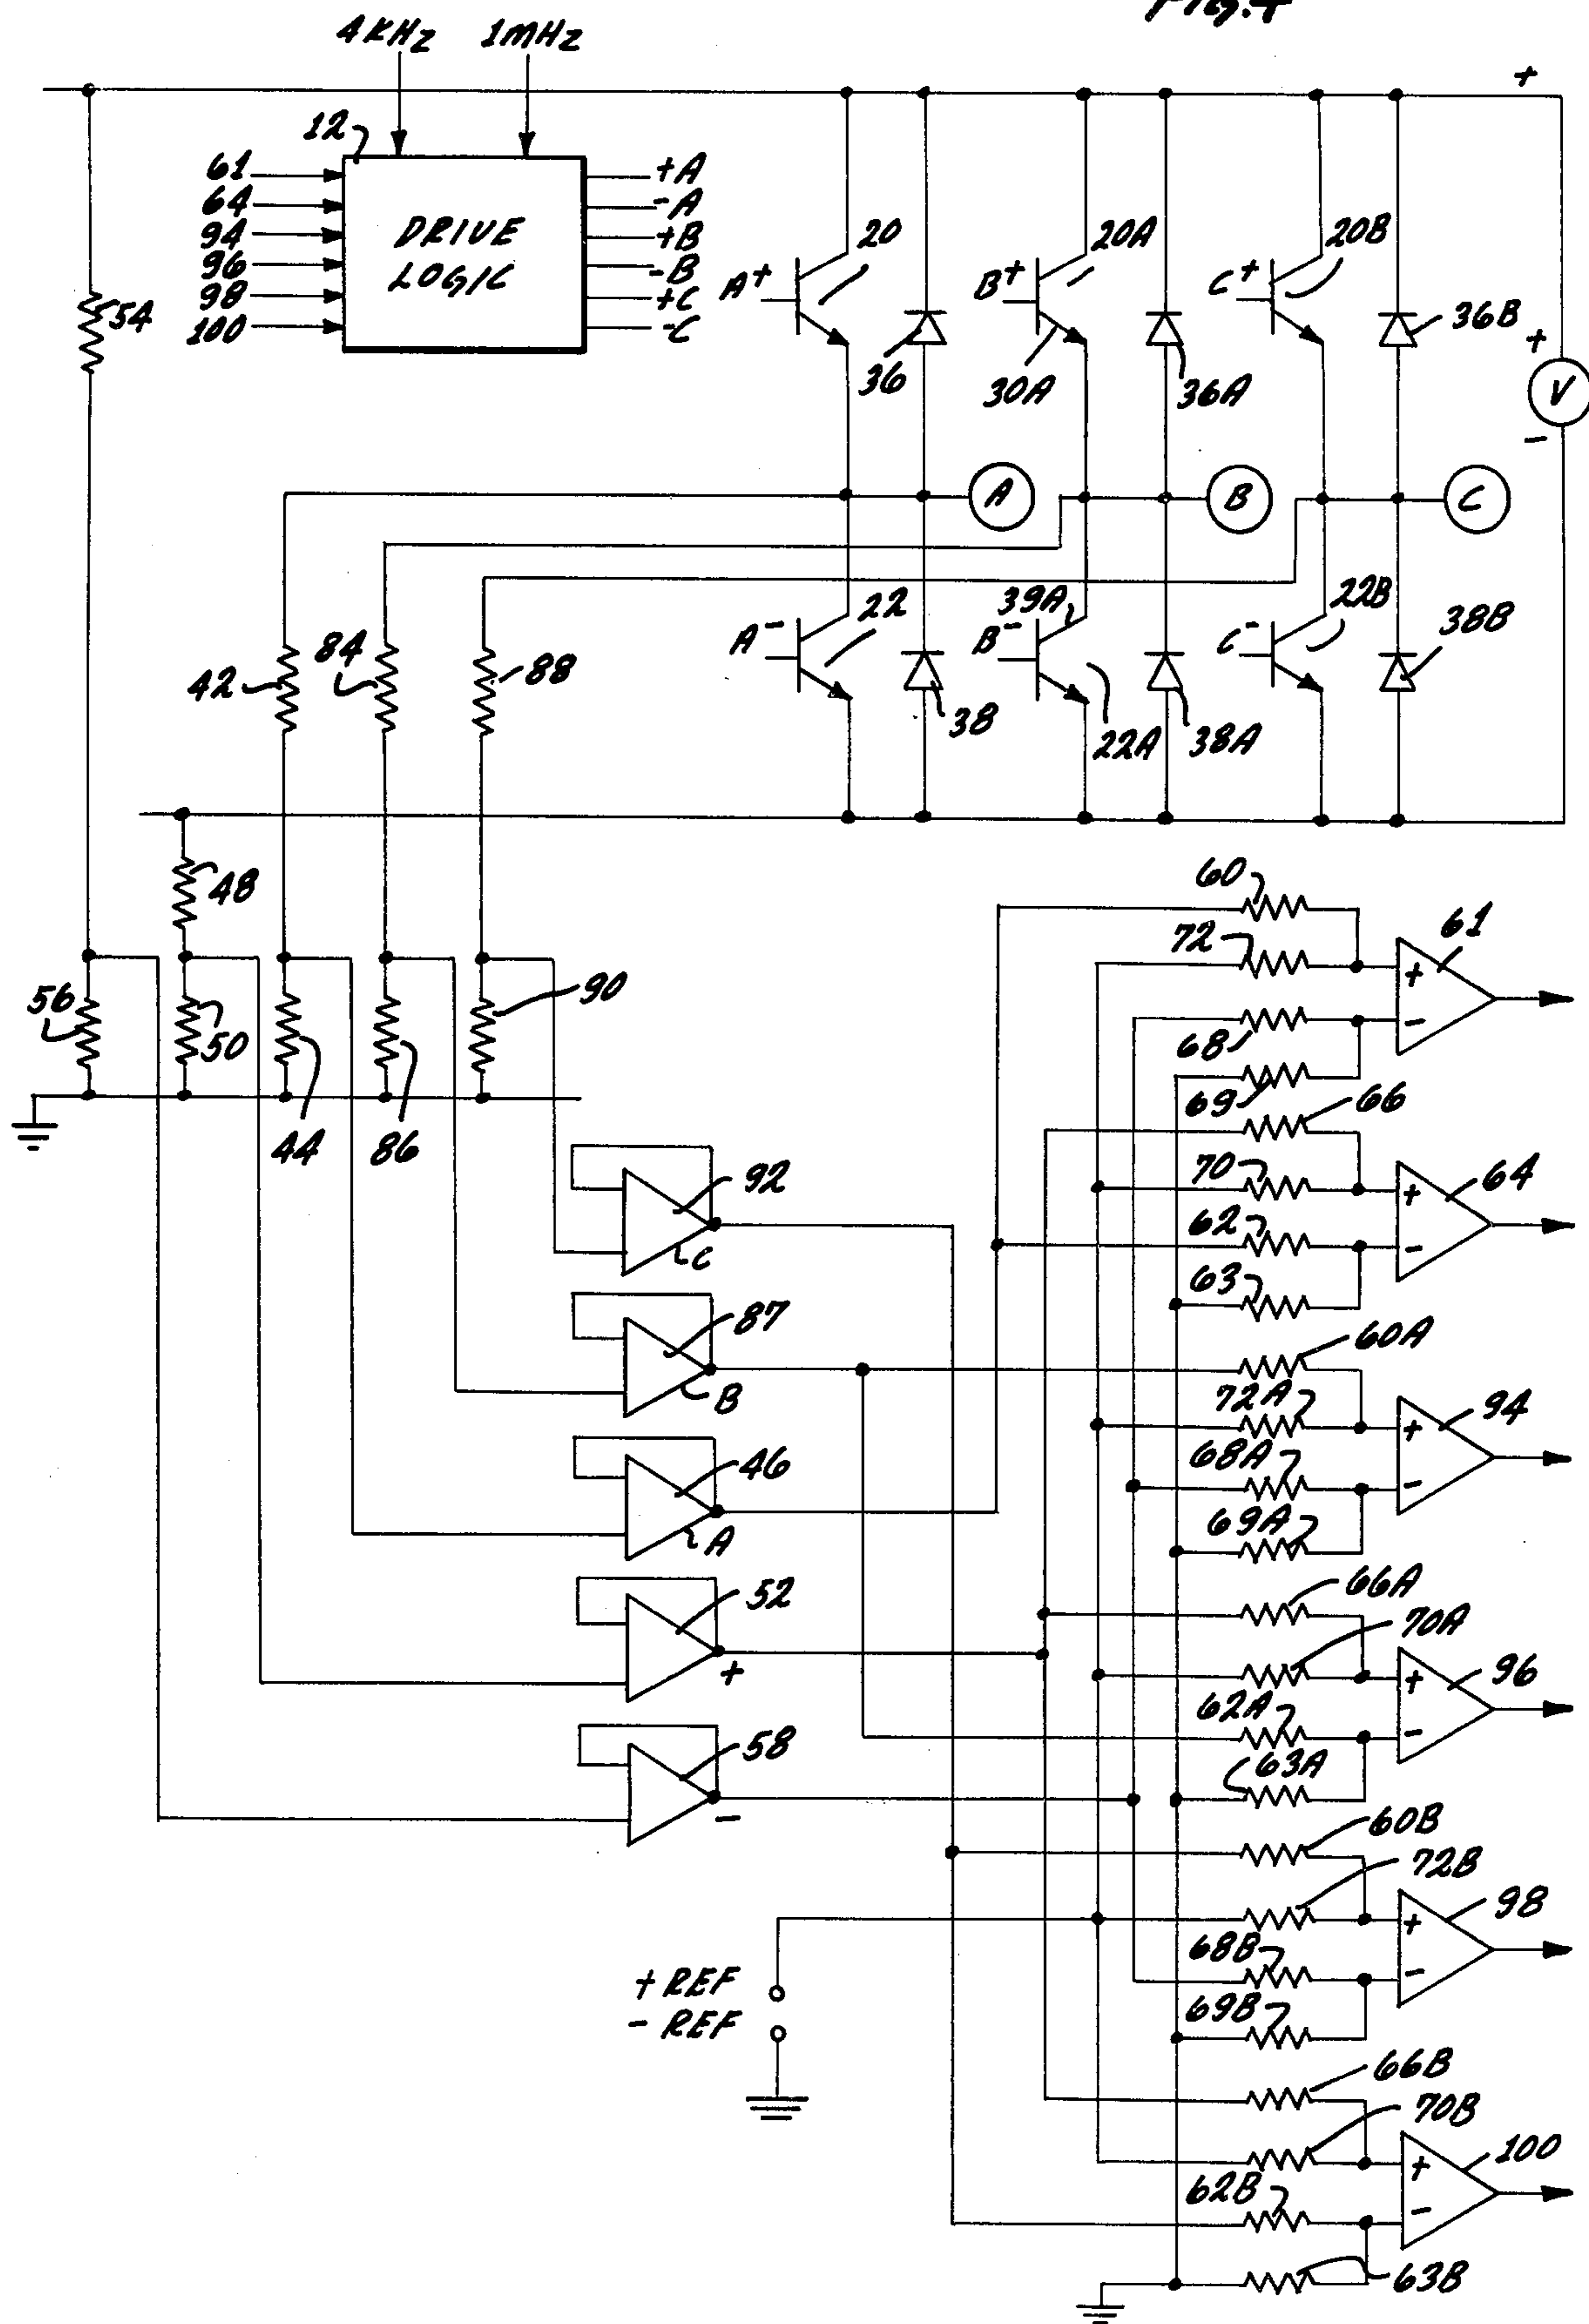 Fig. 4
4KHz 1mHz
+
12
61
64
94
96
98
100
DRIVE
LOGIC
+A
-A
+B
-B
+C
-C
54
A+
20
36
B+
20A
30A
36A
C+
20B
36B
+
V
-
A
B
C
42
84
88
A-
22
38
39A
B-
22A
38A
C-
22B
38B
48
56
50
44
86
90
60
72
68
69
+
-
61
66
70
62
63
+
-
64
92
C
87
B
46
A
52
+
58
-
60A
72A
68A
69A
+
-
94
66A
70A
62A
63A
+
-
96
60B
72B
68B
69B
+
-
98
+ REF
- REF
66B
70B
62B
63B
+
-
100